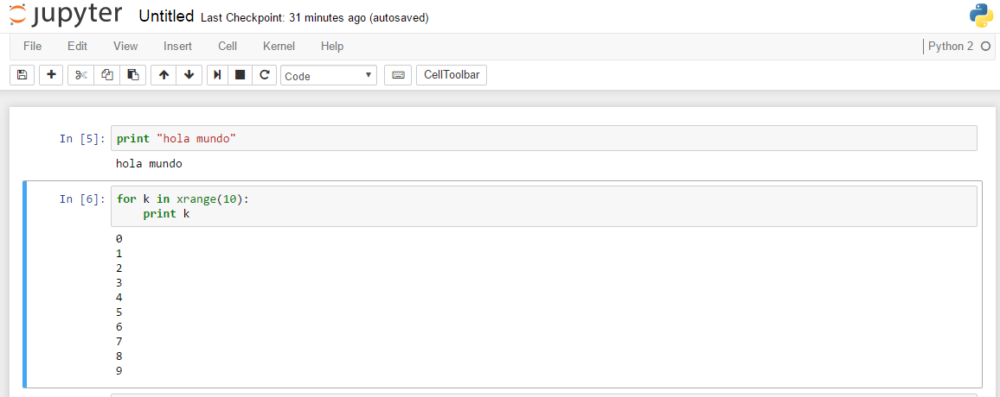 jupyter Untitled Last Checkpoint: 31 minutes ago (autosaved)
File Edit View Insert Cell Kernel Help Python 2
Code CellToolbar
In [5]: print "hola mundo"
hola mundo
In [6]: for k in xrange(10):
    print k
0
1
2
3
4
5
6
7
8
9